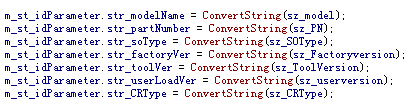 m_st_idParameter.str_modelName = ConvertString(sz_model);
m_st_idParameter.str_partNumber = ConvertString(sz_PN);
m_st_idParameter.str_soType = ConvertString(sz_SOType);
m_st_idParameter.str_factoryVer = ConvertString(sz_Factoryversion);
m_st_idParameter.str_toolVer = ConvertString(sz_ToolVersion);
m_st_idParameter.str_userLoadVer = ConvertString(sz_userversion);
m_st_idParameter.str_CRType = ConvertString(sz_CRType);